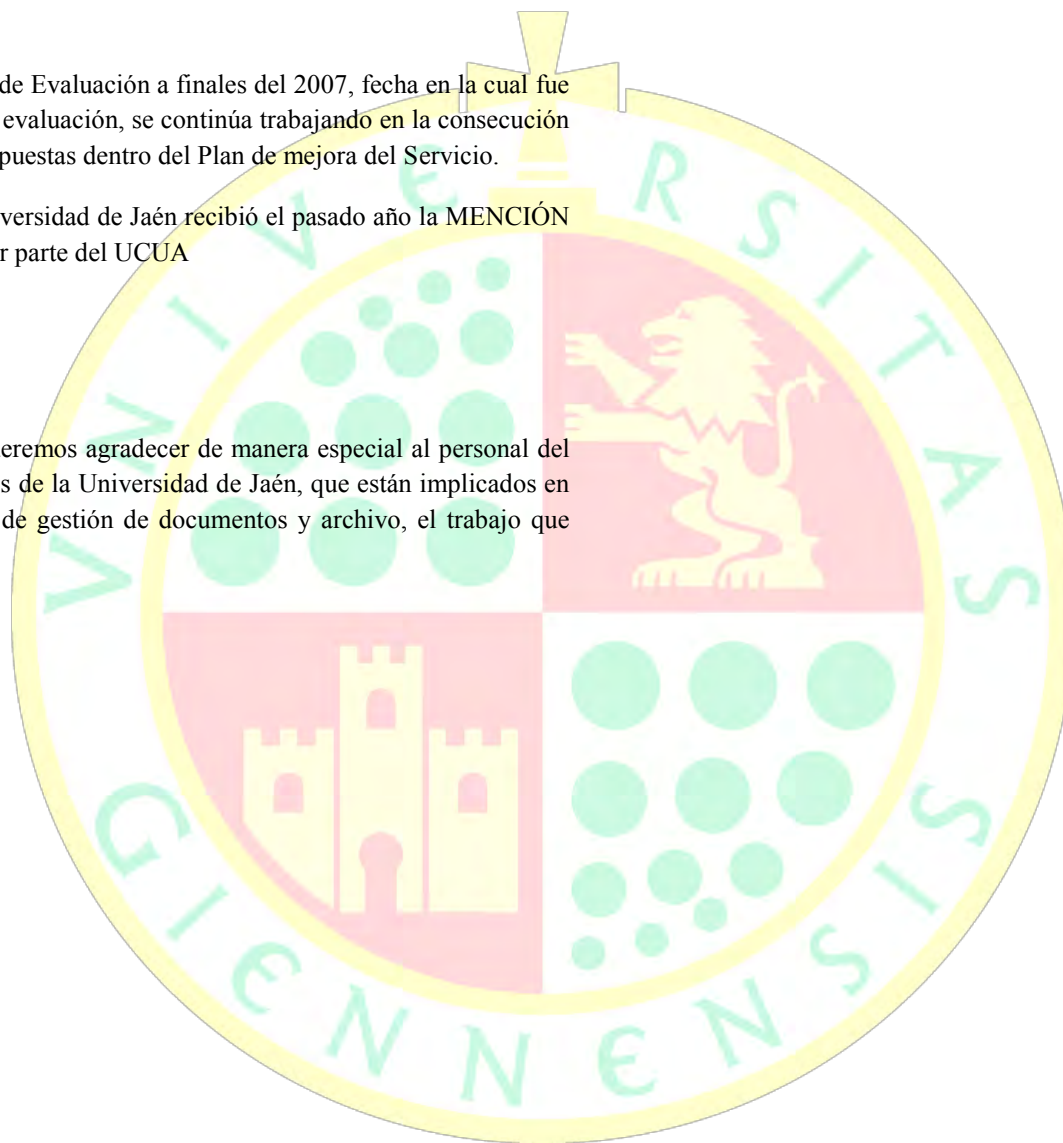 de Evaluación a finales del 2007, fecha en la cual fue
evaluación, se continúa trabajando en la consecución
puestas dentro del Plan de mejora del Servicio.
iversidad de Jaén recibió el pasado año la MENCIÓN
r parte del UCUA
eremos agradecer de manera especial al personal del
s de la Universidad de Jaén, que están implicados en
de gestión de documentos y archivo, el trabajo que
VNIVERSITAS
GIENNENSIS